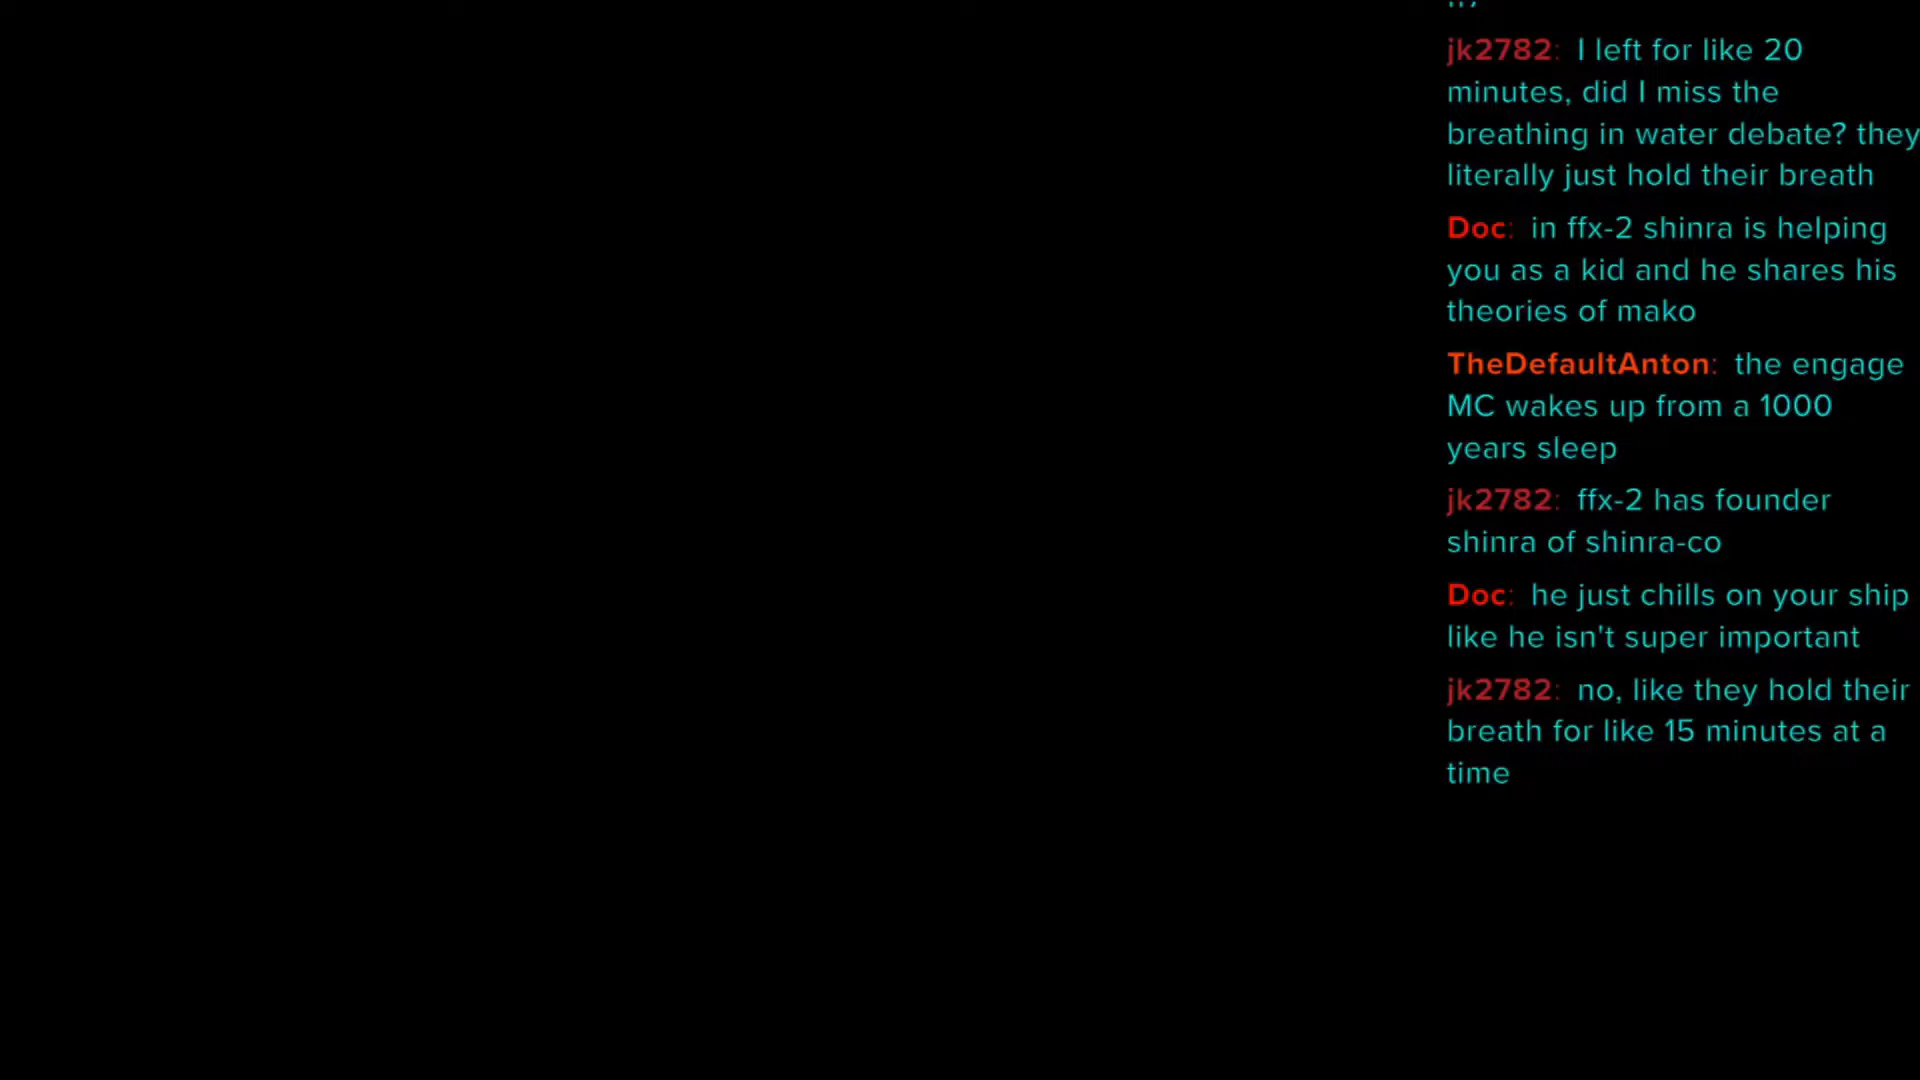 jk2782: I left for like 20
minutes, did I miss the
breathing in water debate? they
literally just hold their breath
Doc: in ffx-2 shinra is helping
you as a kid and he shares his
theories of mako
TheDefaultAnton: the engage
MC wakes up from a 1000
years sleep
jk2782: ffx-2 has founder
shinra of shinra-co
Doc: he just chills on your ship
like he isn't super important
jk2782: no, like they hold their
breath for like 15 minutes at a
time